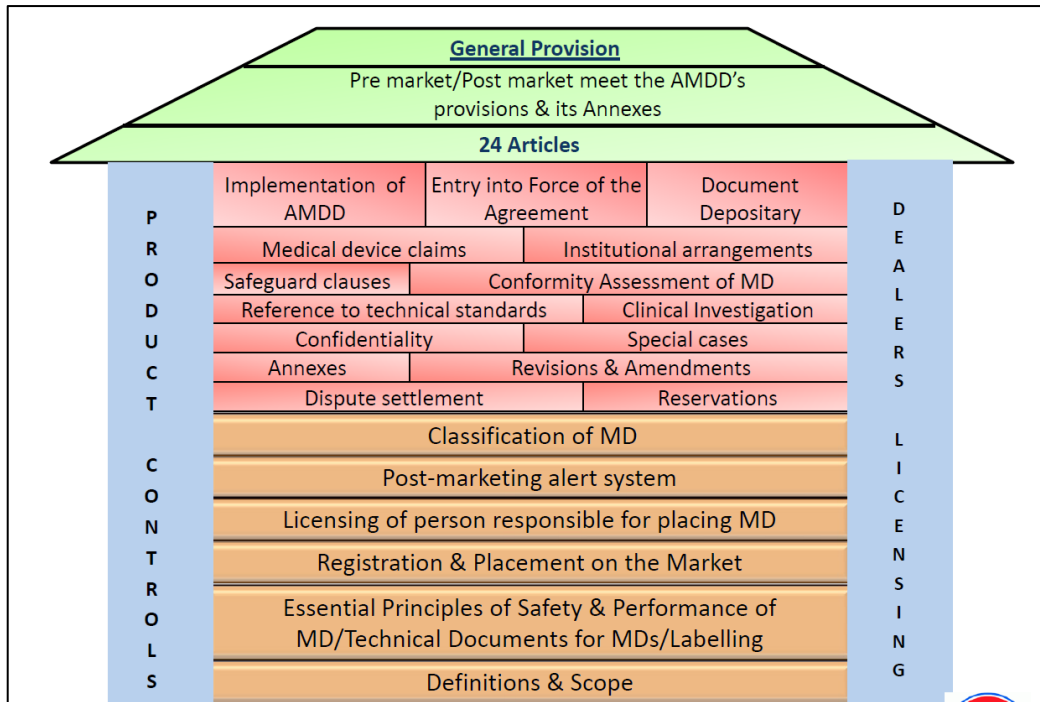 General Provision
Pre market/Post market meet the AMDD's
provisions & its Annexes
24 Articles
PRODUCT CONTROLS
Implementation of
AMDD
Entry into Force of the
Agreement
Document
Depositary
Medical device claims
Institutional arrangements
Safeguard clauses
Conformity Assessment of MD
Reference to technical standards
Clinical Investigation
Confidentiality
Special cases
Annexes
Revisions & Amendments
Dispute settlement
Reservations
Classification of MD
Post-marketing alert system
Licensing of person responsible for placing MD
Registration & Placement on the Market
Essential Principles of Safety & Performance of
MD/Technical Documents for MDs/Labelling
Definitions & Scope
DEALERS LICENSING